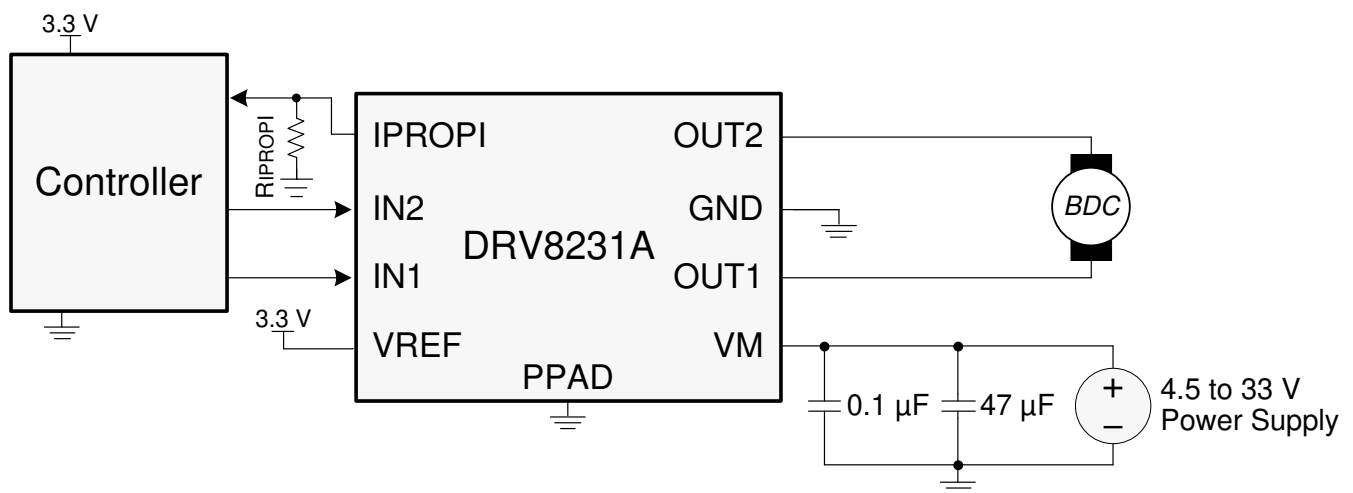 3.3 V
Controller
RIPROPI
IPROPI
IN2
IN1
3.3 V
VREF
DRV8231A
PPAD
OUT2
GND
OUT1
VM
BDC
0.1 µF
47 µF
+
–
4.5 to 33 V
Power Supply